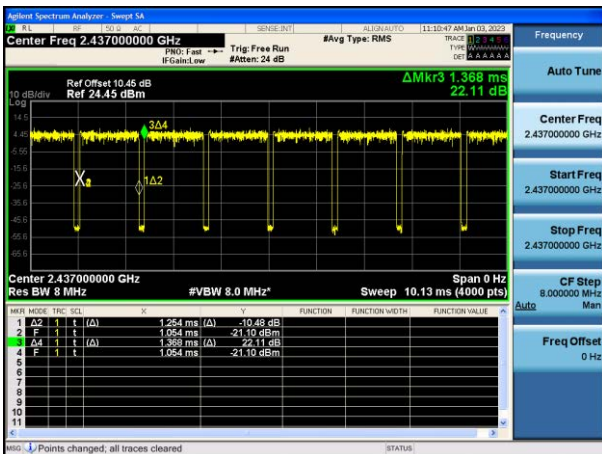 Agilent Spectrum Analyzer - Swept SA
RL RF 50 Ω AC SENSE:INT ALIGN AUTO 11:10:47 AM Jan 03, 2023
Center Freq 2.437000000 GHz
PNO: Fast
IFGain:Low
Trig: Free Run
#Atten: 24 dB
#Avg Type: RMS
TRACE 1 2 3 4 5 6
TYPE
DET A A A A A A
Frequency
Auto Tune
Center Freq
2.437000000 GHz
Start Freq
2.437000000 GHz
Stop Freq
2.437000000 GHz
CF Step
8.000000 MHz
Auto Man
Freq Offset
0 Hz
Ref Offset 10.45 dB
10 dB/div Ref 24.45 dBm
Log
ΔMkr3 1.368 ms
22.11 dB
14.5
4.45
-5.55
-15.6
-25.6
-35.6
-45.6
-55.6
-65.6
3Δ4
1Δ2
Center 2.437000000 GHz Span 0 Hz
Res BW 8 MHz #VBW 8.0 MHz* Sweep 10.13 ms (4000 pts)
MKR MODE TRC SCL X Y FUNCTION FUNCTION WIDTH FUNCTION VALUE
1 Δ2 1 t (Δ) 1.254 ms (Δ) -10.48 dB
2 F 1 t 1.054 ms -21.10 dBm
3 Δ4 1 t (Δ) 1.368 ms (Δ) 22.11 dB
4 F 1 t 1.054 ms -21.10 dBm
5
6
7
8
9
10
11
MSG Points changed; all traces cleared STATUS